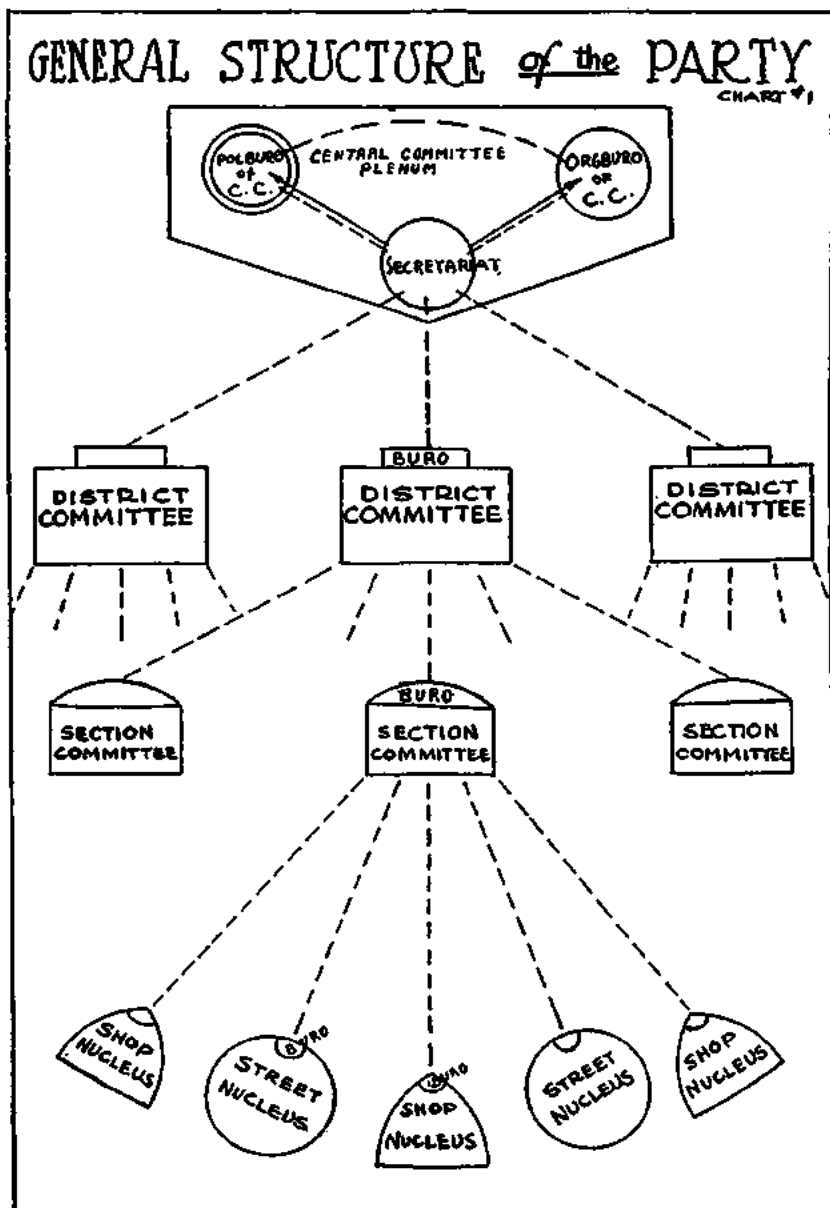 GENERAL STRUCTURE of the PARTY
CHART #1
POLBURO
of
C. C.
CENTRAL COMMITTEE
PLENUM
ORGBURO
OF
C. C.
SECRETARIAT
BURO
DISTRICT
COMMITTEE
DISTRICT
COMMITTEE
DISTRICT
COMMITTEE
BURO
SECTION
COMMITTEE
SECTION
COMMITTEE
SECTION
COMMITTEE
SHOP
NUCLEUS
BURO
STREET
NUCLEUS
BURO
SHOP
NUCLEUS
STREET
NUCLEUS
SHOP
NUCLEUS